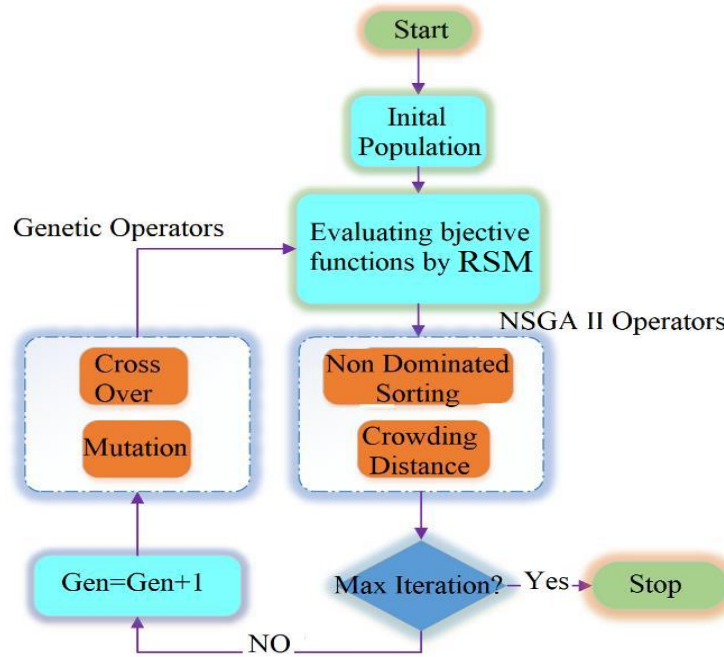 Start
Inital
Population
Genetic Operators
Evaluating bjective
functions by RSM
NSGA II Operators
Cross
Over
Mutation
Non Dominated
Sorting
Crowding
Distance
Gen=Gen+1
Max Iteration?
Yes
Stop
NO